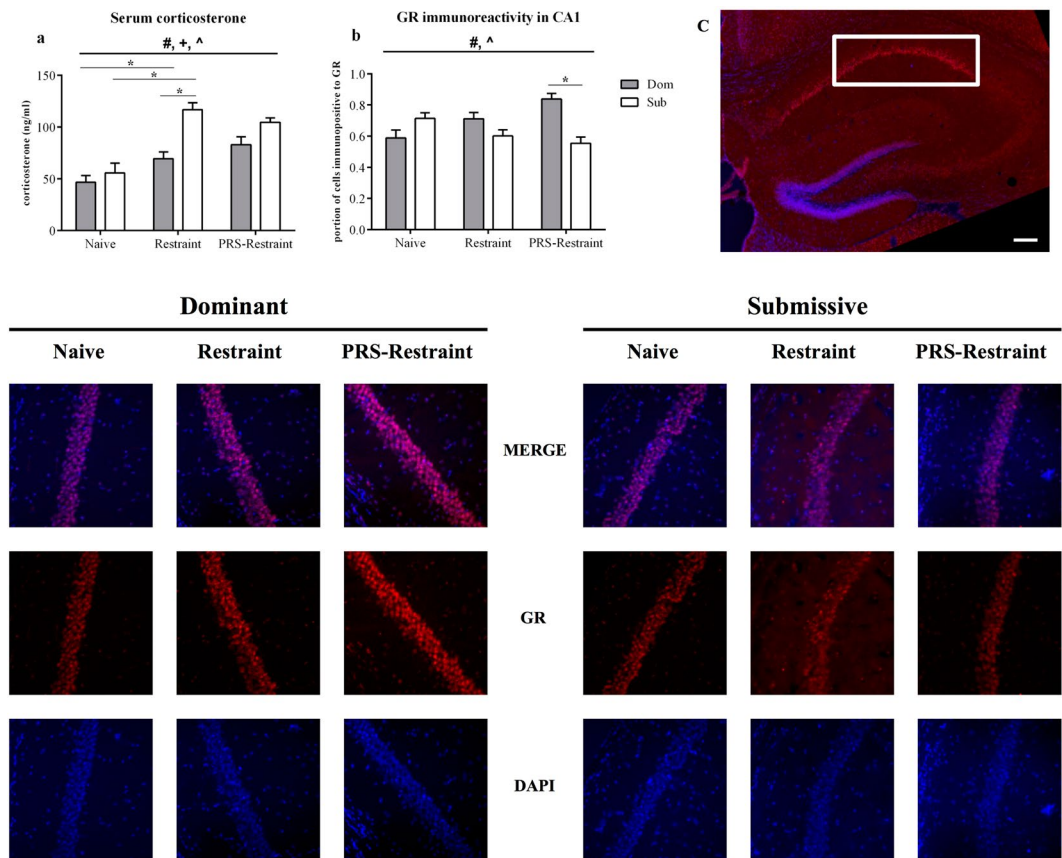 Serum corticosterone
a
#, +, ^
*
*
*
corticosterone (ng/ml)
150
100
50
0
Naive
Restraint
PRS-Restraint
GR immunoreactivity in CA1
b
#, ^
*
portion of cells immunopositive to GR
1.0
0.8
0.6
0.4
0.2
0.0
Naive
Restraint
PRS-Restraint
Dom
Sub
C
Dominant
Submissive
Naive
Restraint
PRS-Restraint
Naive
Restraint
PRS-Restraint
MERGE
GR
DAPI